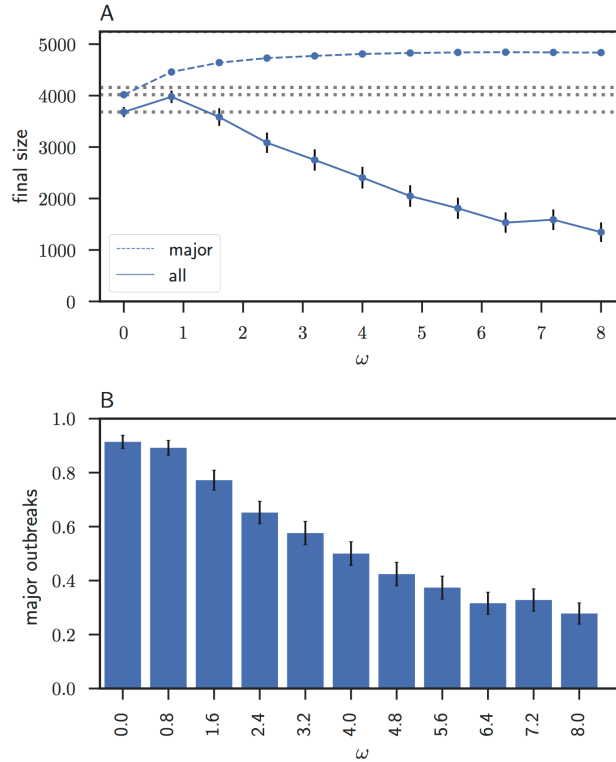 A
5000
4000
3000
2000
1000
0
final size
major
all
0 1 2 3 4 5 6 7 8
ω
B
1.0
0.8
0.6
0.4
0.2
0.0
major outbreaks
0.0 0.8 1.6 2.4 3.2 4.0 4.8 5.6 6.4 7.2 8.0
ω